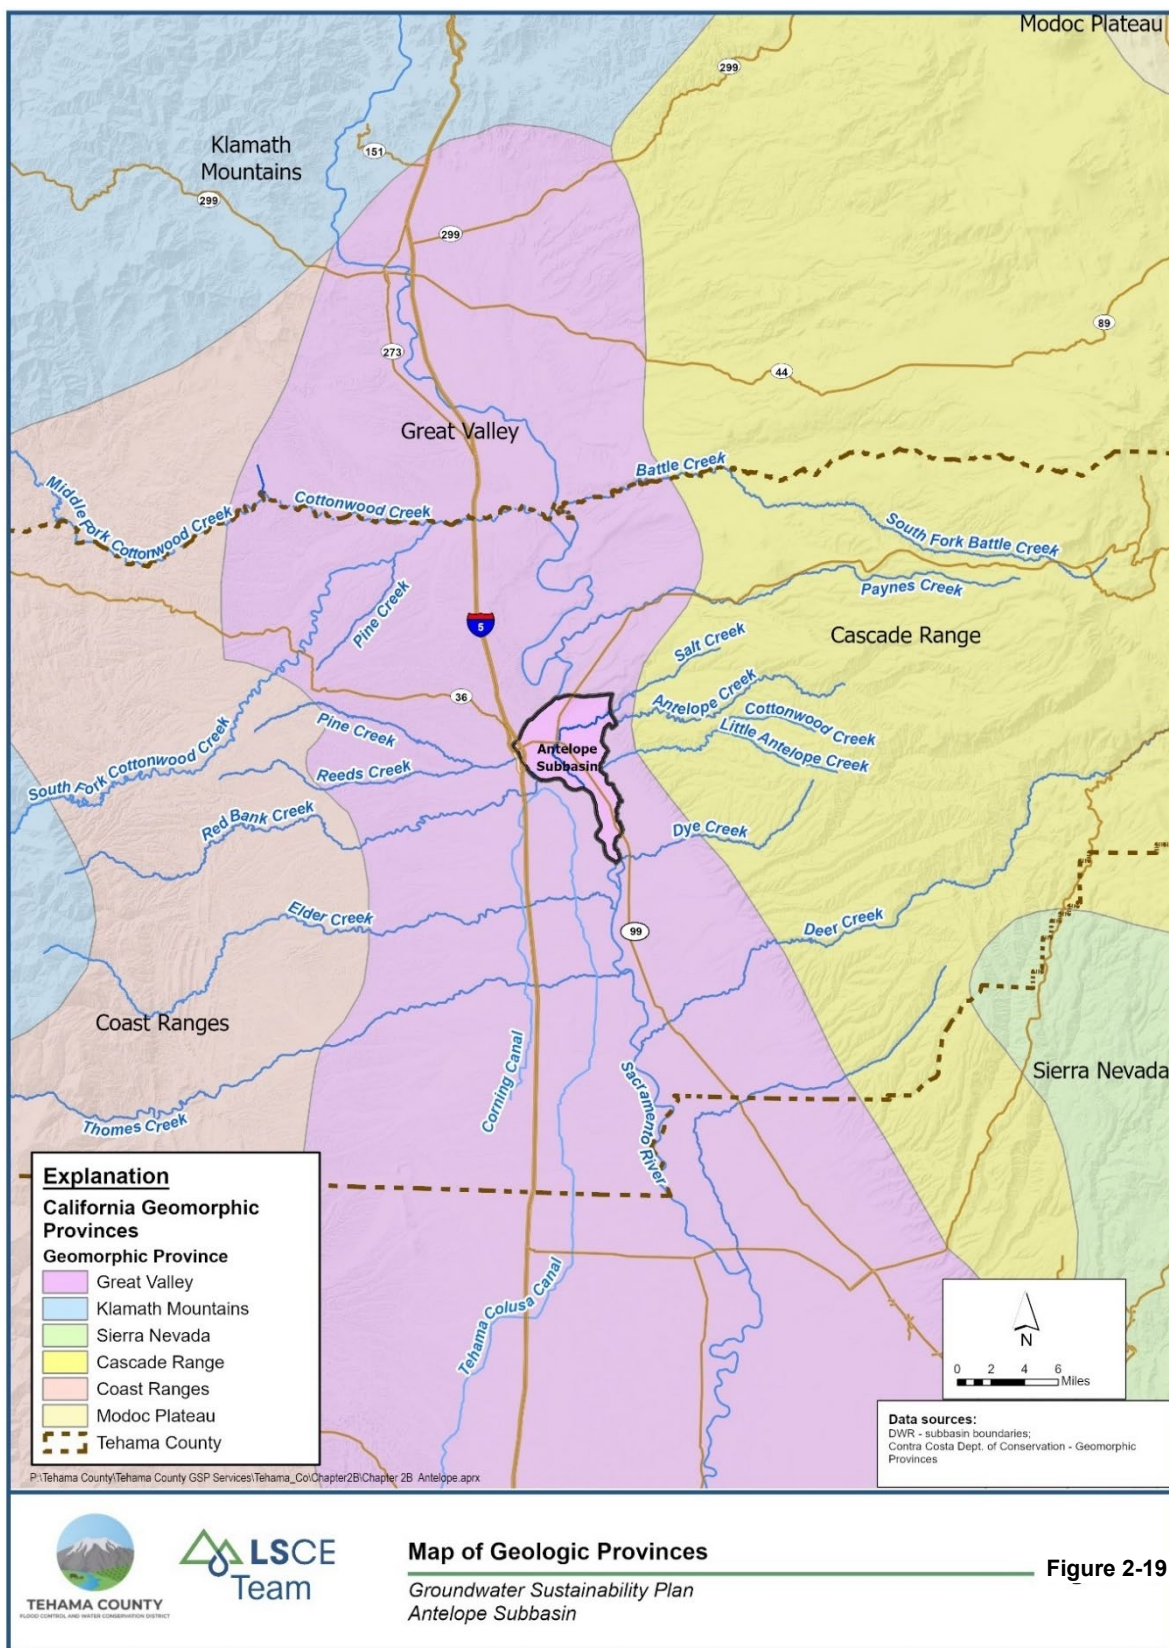 Modoc Plateau
299
Klamath
Mountains
151
299
299
89
273
44
Great Valley
Battle Creek
Middle Fork Cottonwood Creek
Cottonwood Creek
South Fork Battle Creek
Paynes Creek
Pine Creek
5
Cascade Range
Salt Creek
36
Antelope Creek
Cottonwood Creek
Little Antelope Creek
Pine Creek
Antelope
Subbasin
South Fork Cottonwood Creek
Reeds Creek
Red Bank Creek
Dye Creek
Elder Creek
Deer Creek
99
Coast Ranges
Corning Canal
Sacramento River
Sierra Nevada
Thomes Creek
Tehama Colusa Canal
Explanation
California Geomorphic
Provinces
Geomorphic Province
Great Valley
Klamath Mountains
Sierra Nevada
Cascade Range
Coast Ranges
Modoc Plateau
Tehama County
N
0 2 4 6
Miles
Data sources:
DWR - subbasin boundaries;
Contra Costa Dept. of Conservation - Geomorphic
Provinces
P:\Tehama County\Tehama County GSP Services\Tehama_Co\Chapter2B\Chapter 2B Antelope.aprx
TEHAMA COUNTY
FLOOD CONTROL AND WATER CONSERVATION DISTRICT
LSCE
Team
Map of Geologic Provinces
Groundwater Sustainability Plan
Antelope Subbasin
Figure 2-19